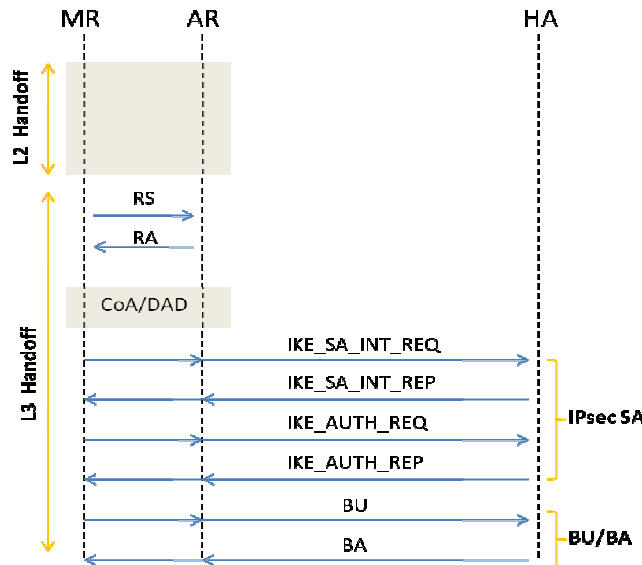 MR
AR
HA
L2 Handoff
RS
RA
CoA/DAD
L3 Handoff
IKE_SA_INT_REQ
IKE_SA_INT_REP
IKE_AUTH_REQ
IKE_AUTH_REP
IPsec SA
BU
BA
BU/BA